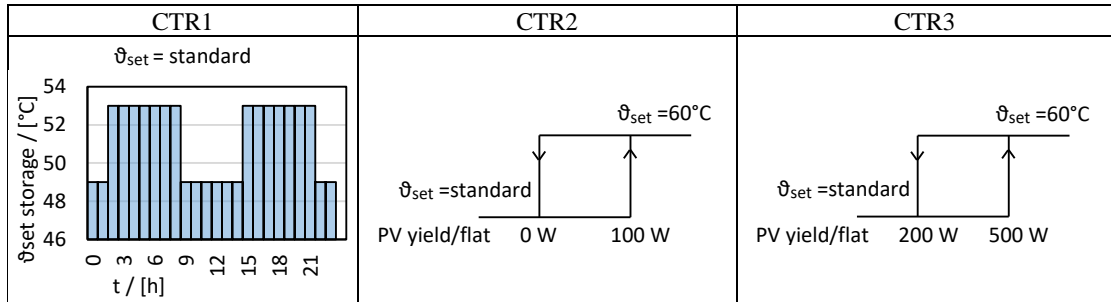 CTR1
ϑset = standard
ϑset storage / [°C]
54
52
50
48
46
0 3 6 9 12 15 18 21
t / [h]
CTR2
ϑset =60°C
ϑset =standard
PV yield/flat 0 W 100 W
CTR3
ϑset =60°C
ϑset =standard
PV yield/flat 200 W 500 W